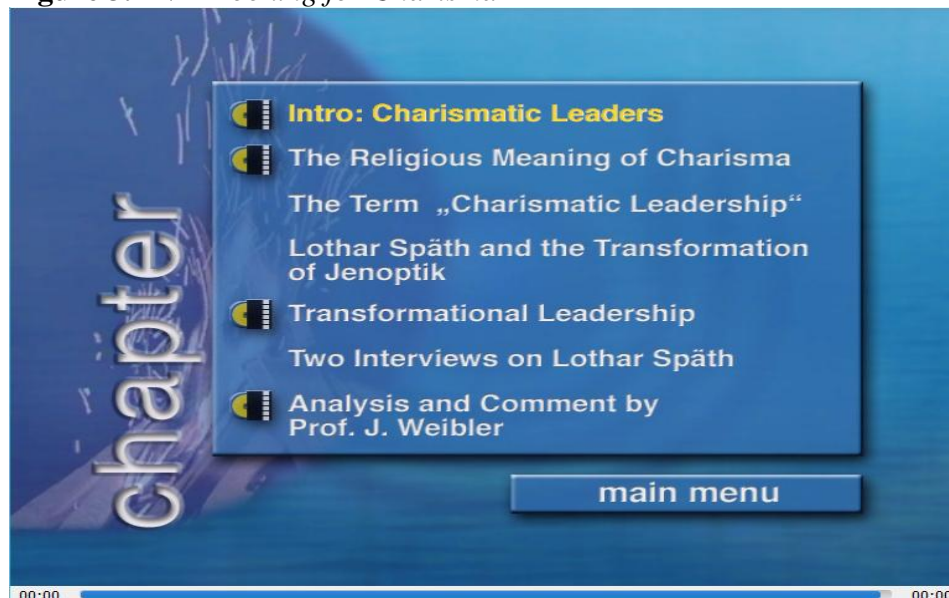 Intro: Charismatic Leaders
The Religious Meaning of Charisma
The Term „Charismatic Leadership“
Lothar Späth and the Transformation
of Jenoptik
Transformational Leadership
Two Interviews on Lothar Späth
Analysis and Comment by
Prof. J. Weibler
chapter
main menu
00:00